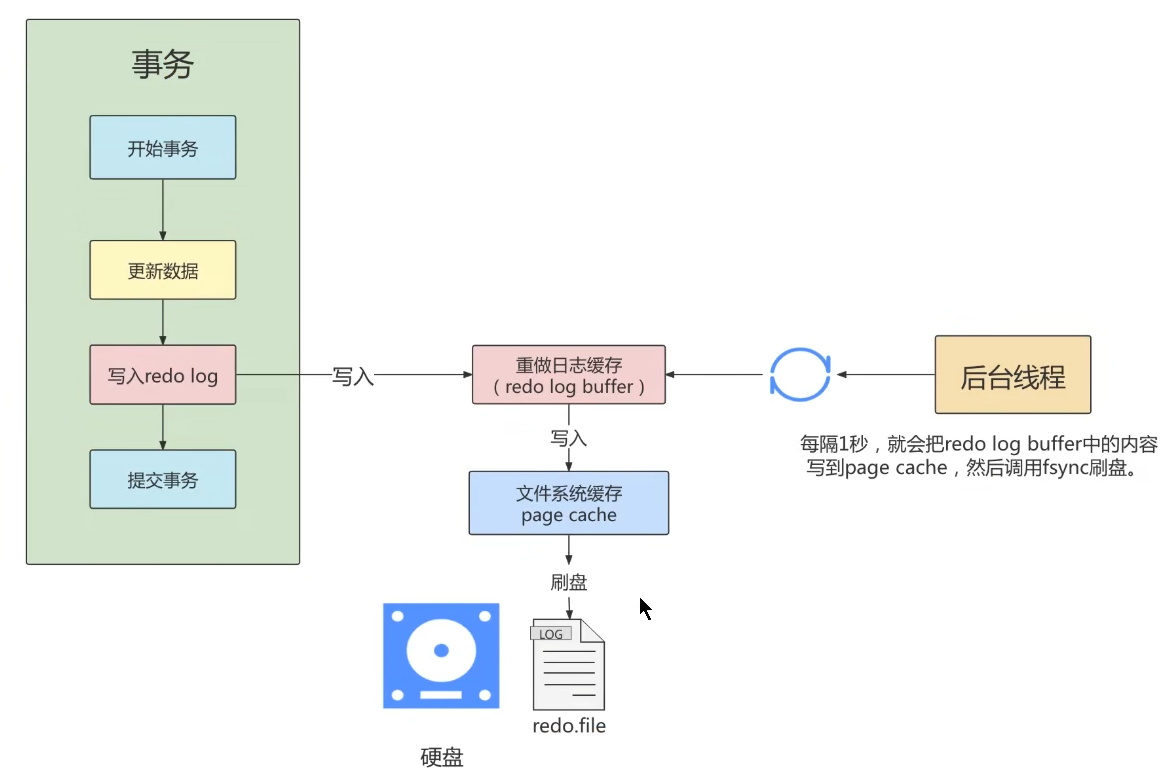 事务
开始事务
更新数据
写入redo log
提交事务
写入
重做日志缓存
（redo log buffer）
写入
文件系统缓存
page cache
刷盘
LOG
redo.file
硬盘
后台线程
每隔1秒，就会把redo log buffer中的内容
写到page cache，然后调用fsync刷盘。